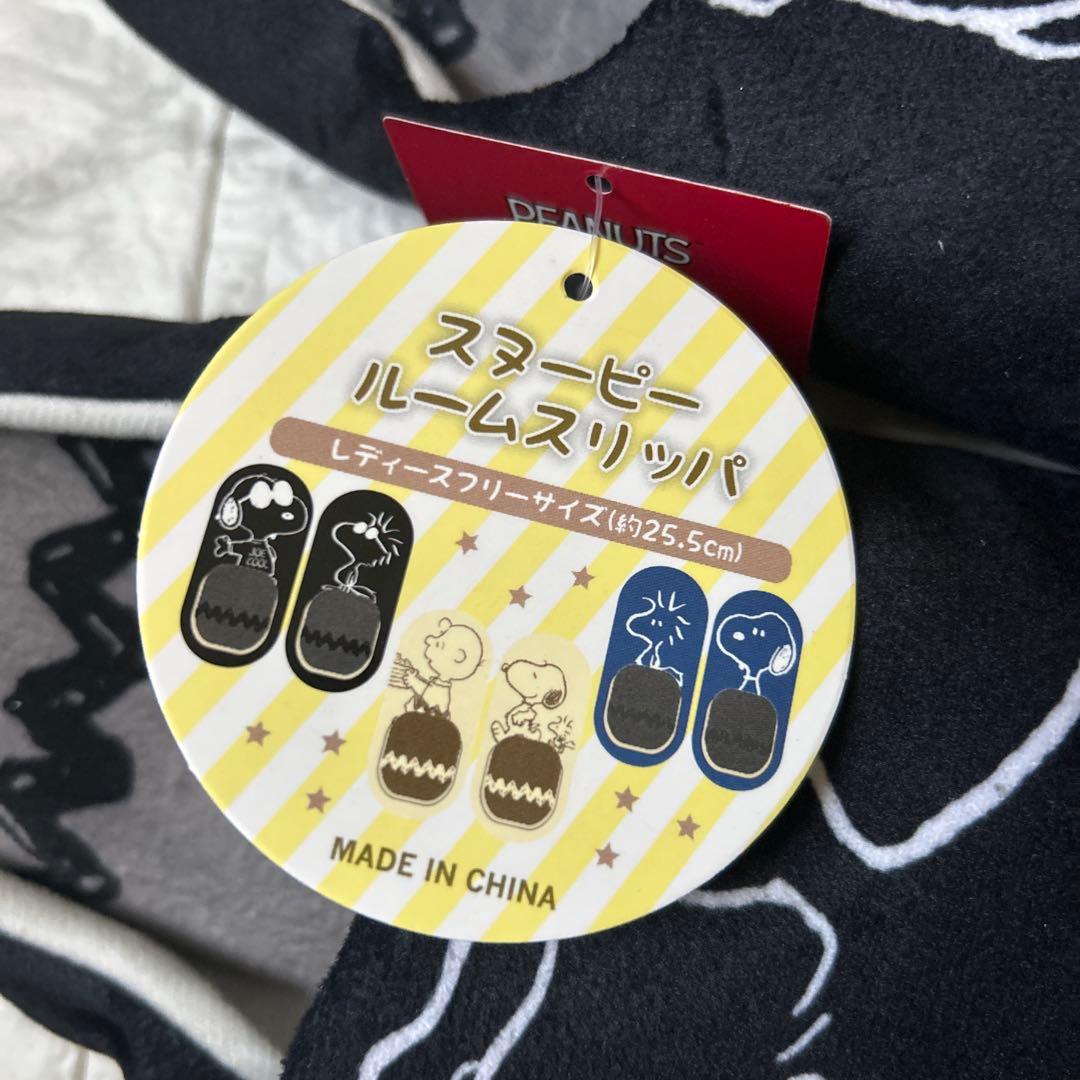 PEANUTS
スヌーピー
ルームスリッパ
レディースフリーサイズ(約25.5cm)
JOE
COOL
MADE IN CHINA